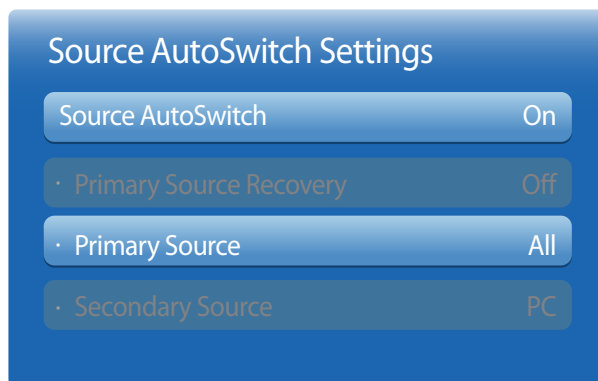 Source AutoSwitch Settings
Source AutoSwitch On
· Primary Source Recovery Off
· Primary Source All
· Secondary Source PC